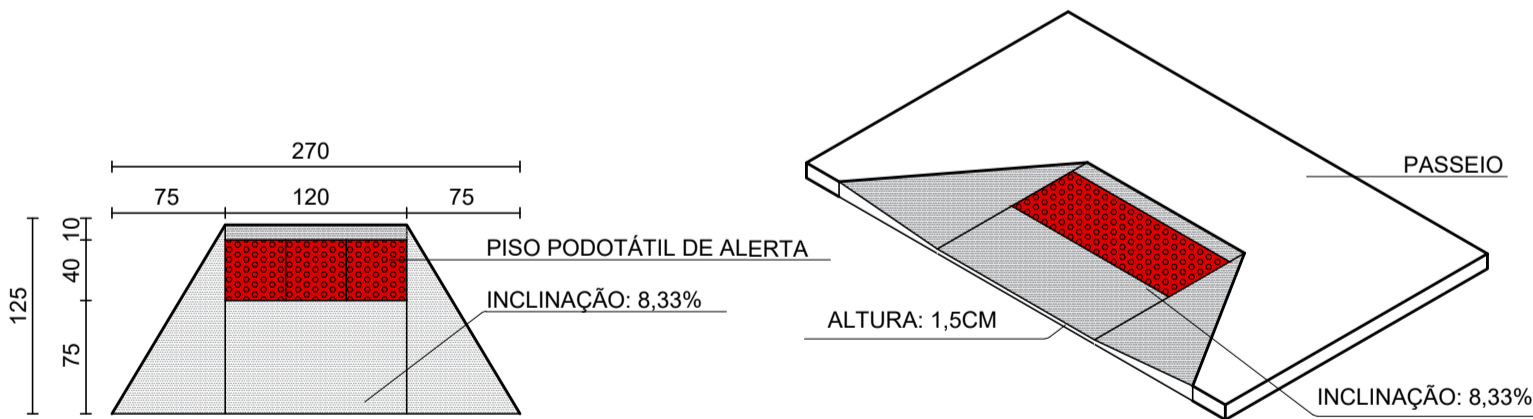 270
75
120
75
125
10
40
75
PISO PODOTÁTIL DE ALERTA
INCLINAÇÃO: 8,33%
PASSEIO
ALTURA: 1,5CM
INCLINAÇÃO: 8,33%